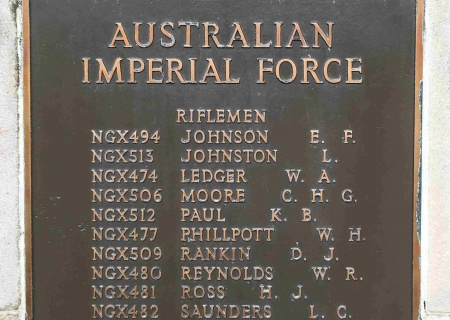 AUSTRALIAN
IMPERIAL FORCE
RIFLEMEN
NGX494 JOHNSON E. F.
NGX513 JOHNSTON L.
NGX474 LEDGER W. A.
NGX506 MOORE C. H. G.
NGX512 PAUL K. B.
NGX477 PHILLPOTT W. H.
NGX509 RANKIN D. J.
NGX480 REYNOLDS W. R.
NGX481 ROSS H. J.
NGX482 SAUNDERS L. C.